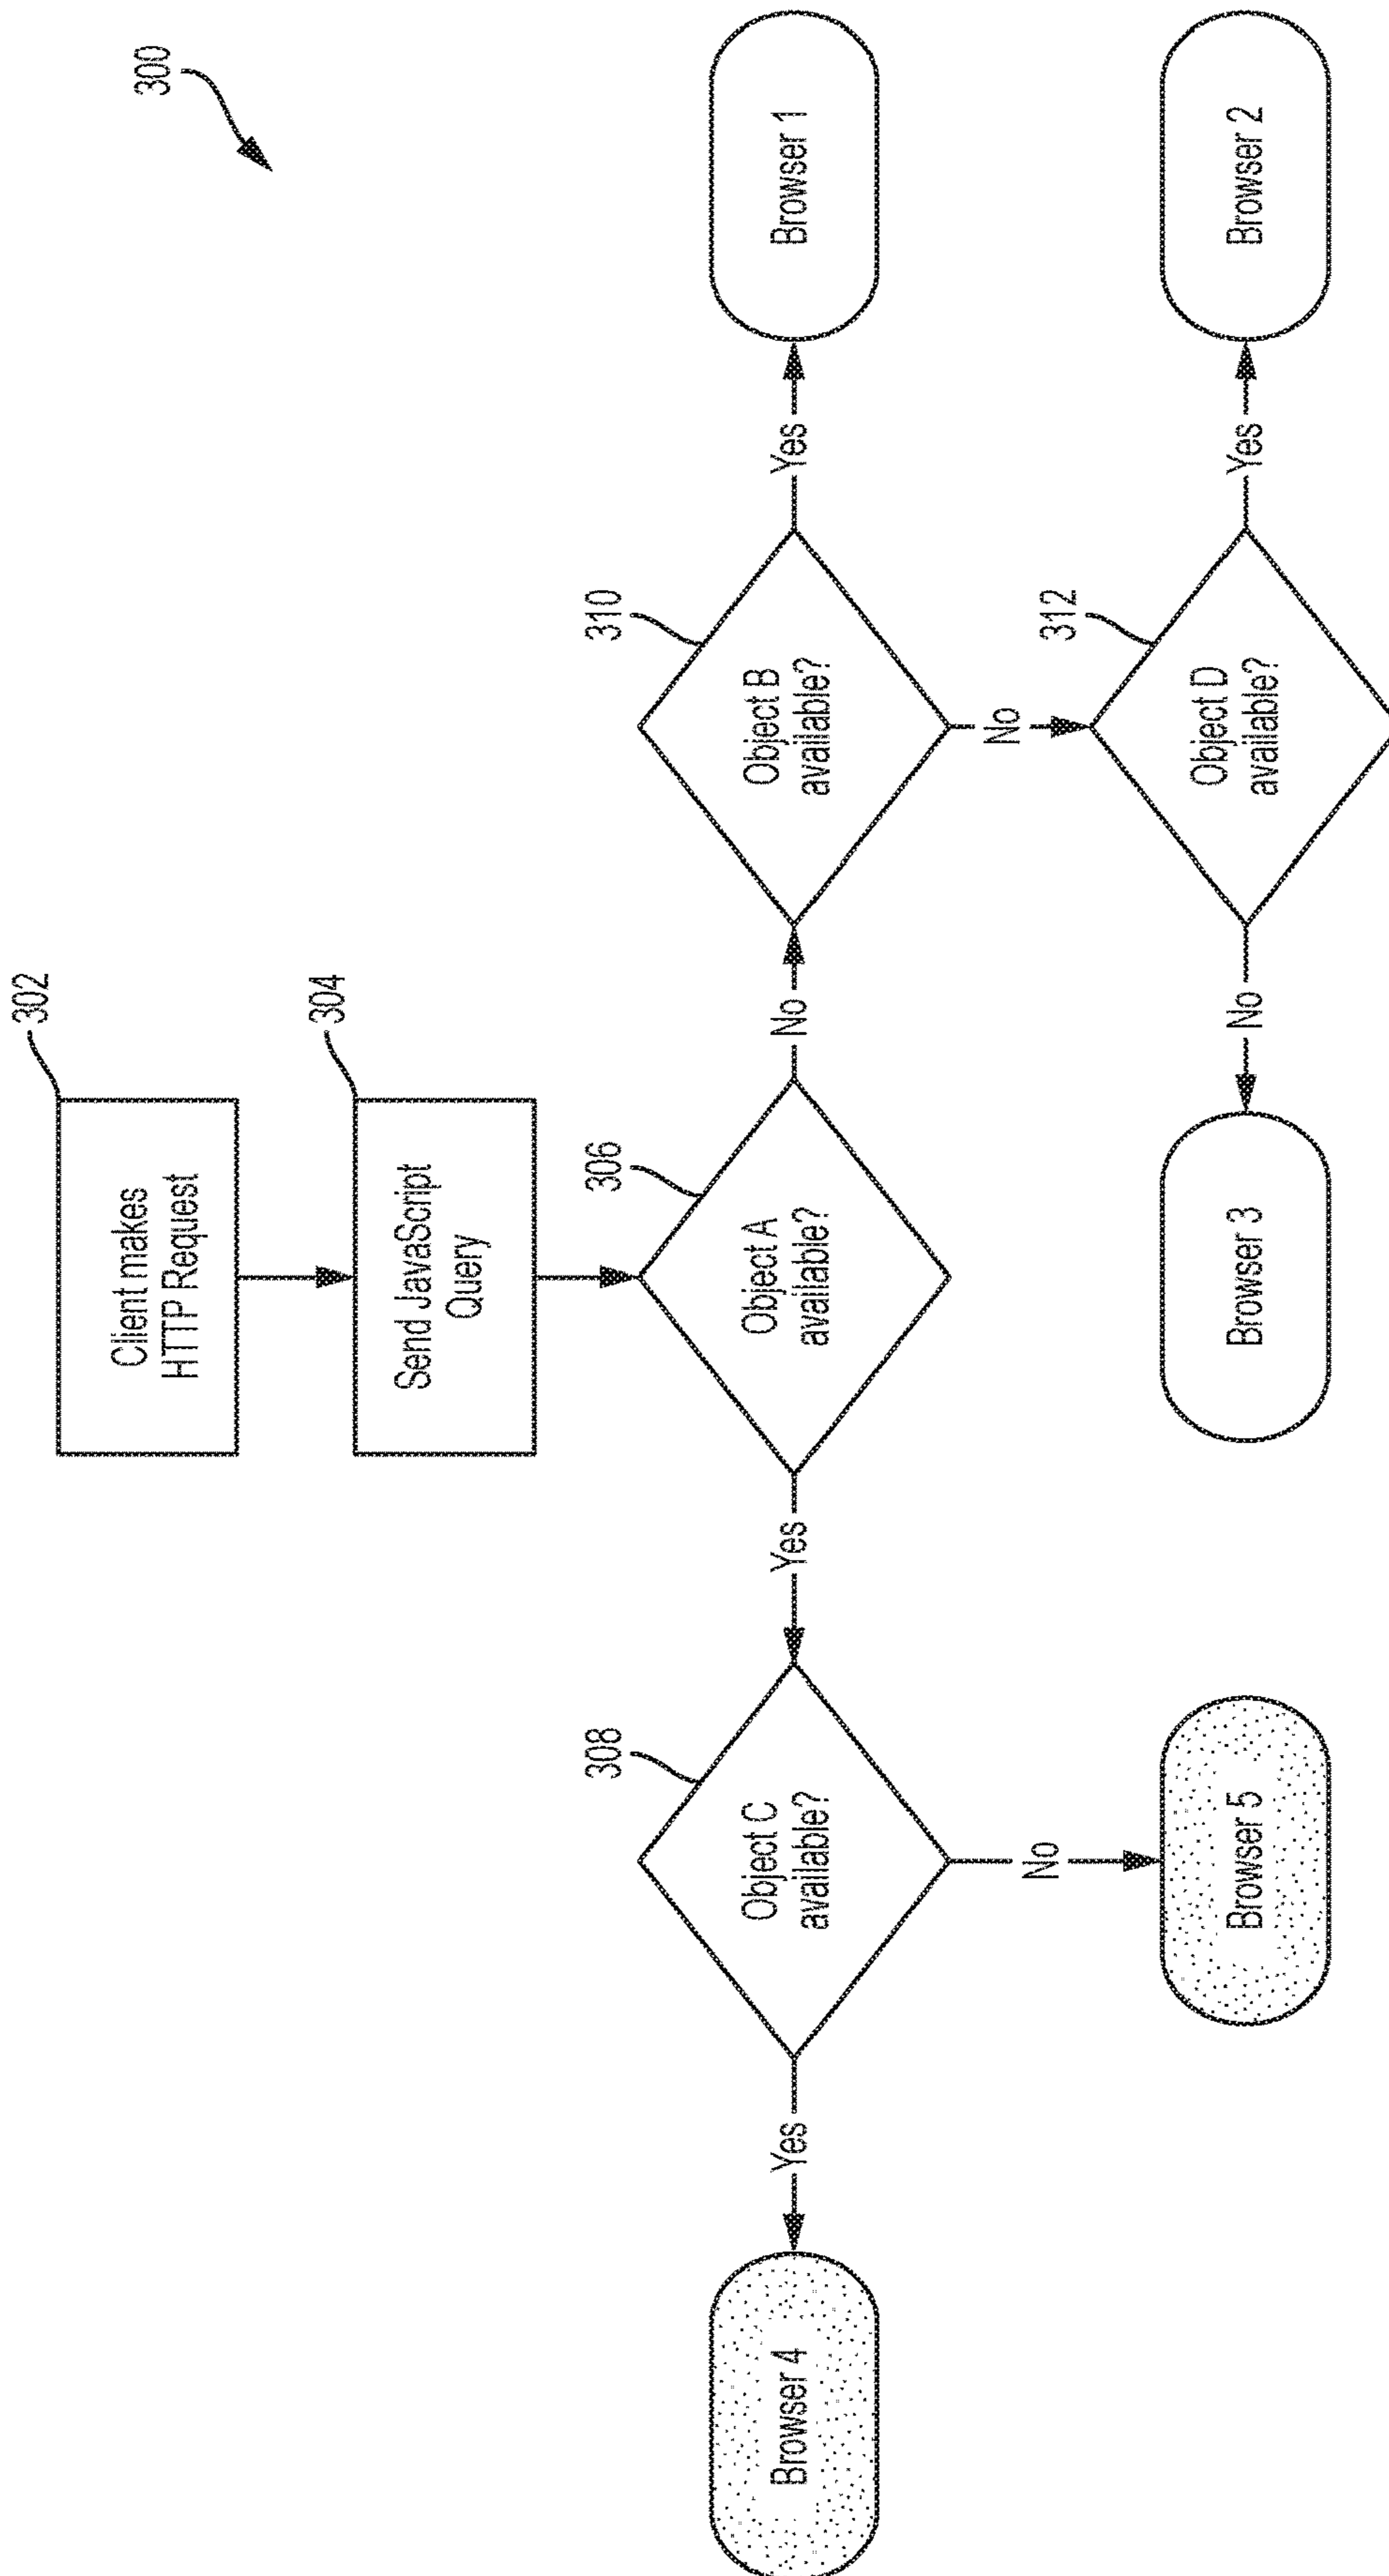 300
302
Client makes
HTTP Request
304
Send JavaScript
Query
306
Object A
available?
Yes
No
308
Object C
available?
Yes
No
Browser 4
Browser 5
310
Object B
available?
Yes
No
Browser 1
312
Object D
available?
Yes
No
Browser 2
Browser 3